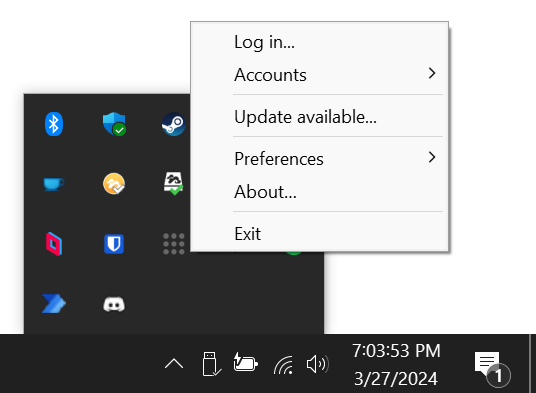 Log in...
Accounts
Update available...
Preferences
About...
Exit
7:03:53 PM
3/27/2024
1